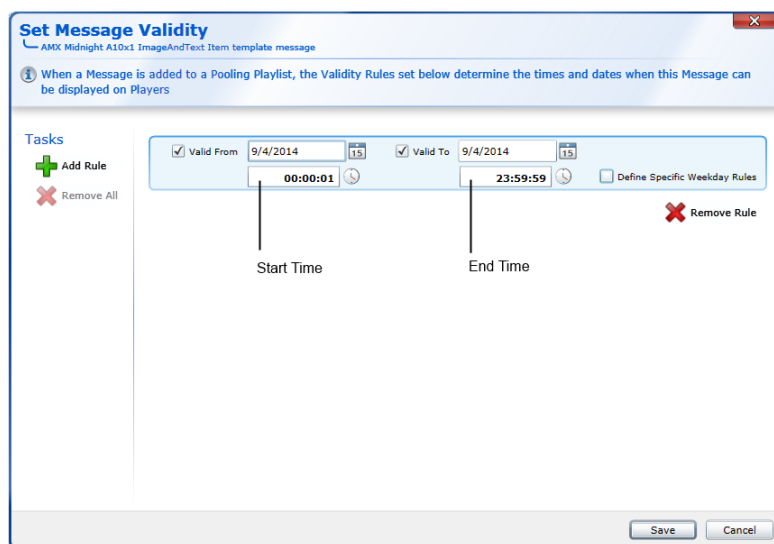 Set Message Validity
AMX Midnight A10x1 ImageAndText Item template message
When a Message is added to a Pooling Playlist, the Validity Rules set below determine the times and dates when this Message can
be displayed on Players
Tasks
Add Rule
Remove All
Valid From 9/4/2014 15 Valid To 9/4/2014 15
00:00:01 23:59:59 Define Specific Weekday Rules
Remove Rule
Start Time End Time
Save Cancel